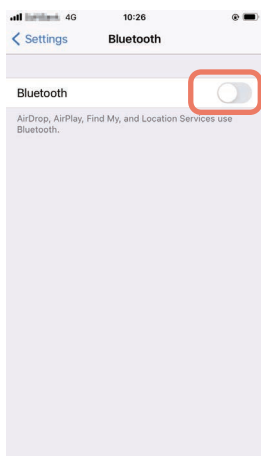 4G 10:26
Settings Bluetooth
Bluetooth
AirDrop, AirPlay, Find My, and Location Services use
Bluetooth.